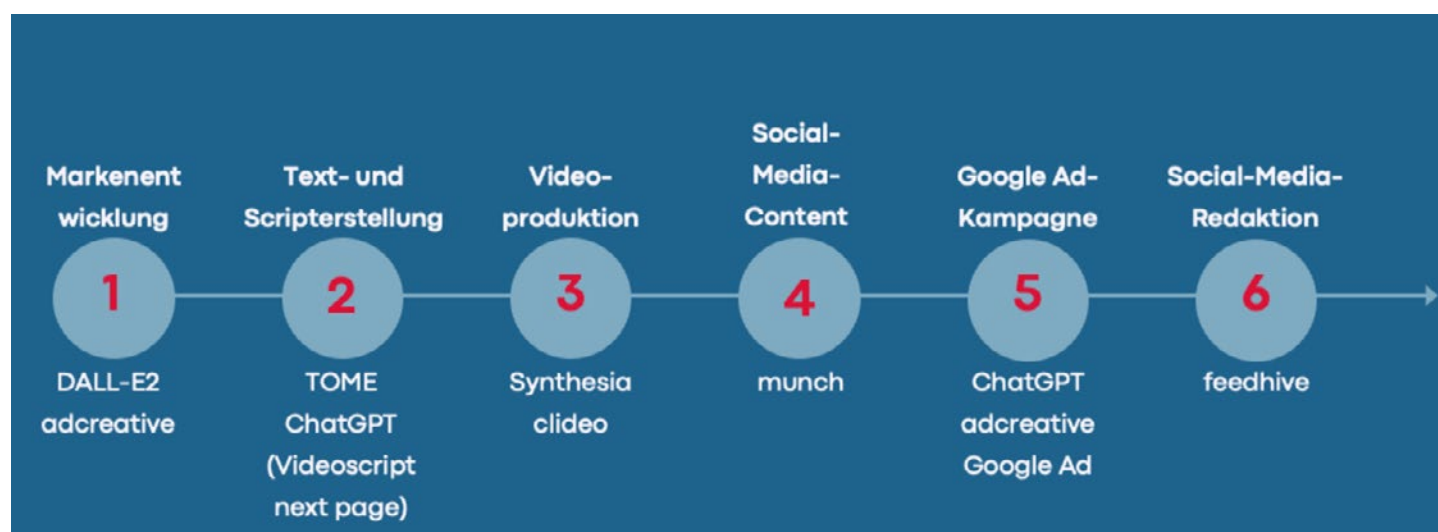 Markenent
wicklung
1
DALL-E2
adcreative
Text- und
Scripterstellung
2
TOME
ChatGPT
(Videoscript
next page)
Video-
produktion
3
Synthesia
clideo
Social-
Media-
Content
4
munch
Google Ad-
Kampagne
5
ChatGPT
adcreative
Google Ad
Social-Media-
Redaktion
6
feedhive